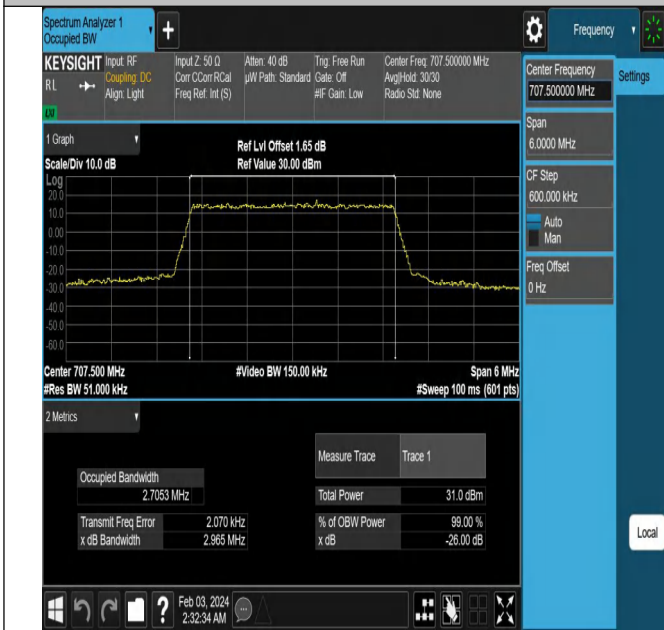 Spectrum Analyzer 1
Occupied BW
+
Frequency
KEYSIGHT
RL
LXI
Input: RF
Coupling: DC
Align: Light
Input Z: 50 Ω
Corr CCorr RCal
Freq Ref: Int (S)
Atten: 40 dB
µW Path: Standard
Trig: Free Run
Gate: Off
#IF Gain: Low
Center Freq: 707.500000 MHz
Avg|Hold: 30/30
Radio Std: None
Center Frequency
707.500000 MHz
Settings
Span
6.0000 MHz
CF Step
600.000 kHz
Auto
Man
Freq Offset
0 Hz
1 Graph
Scale/Div 10.0 dB
Ref Lvl Offset 1.65 dB
Ref Value 30.00 dBm
Log
20.0
10.0
0.00
-10.0
-20.0
-30.0
-40.0
-50.0
-60.0
Center 707.500 MHz
#Res BW 51.000 kHz
#Video BW 150.00 kHz
Span 6 MHz
#Sweep 100 ms (601 pts)
2 Metrics
Measure Trace Trace 1
Occupied Bandwidth
2.7053 MHz
Total Power 31.0 dBm
Transmit Freq Error 2.070 kHz
% of OBW Power 99.00 %
x dB Bandwidth 2.965 MHz
x dB -26.00 dB
Local
?
Feb 03, 2024
2:32:34 AM